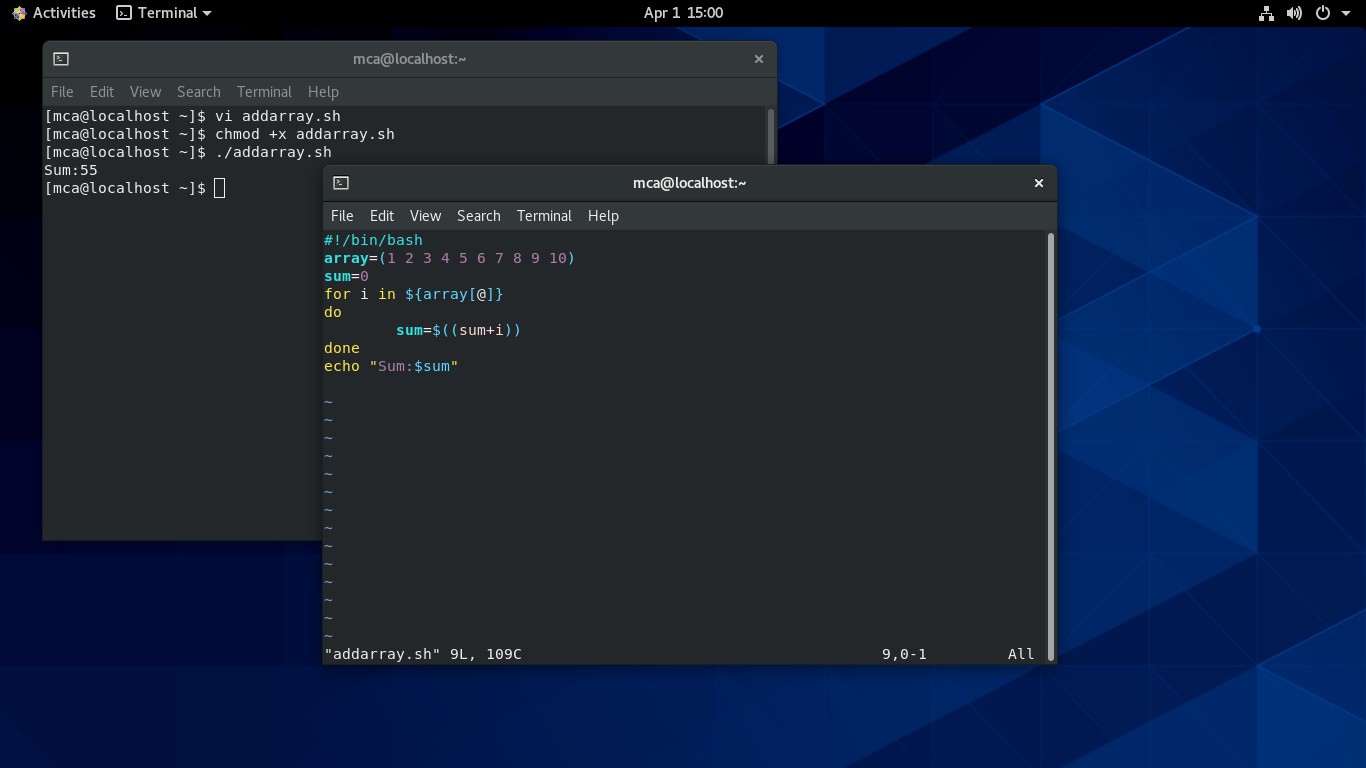 Activities Terminal Apr 1 15:00
mca@localhost:~
File Edit View Search Terminal Help
[mca@localhost ~]$ vi addarray.sh
[mca@localhost ~]$ chmod +x addarray.sh
[mca@localhost ~]$ ./addarray.sh
Sum:55
[mca@localhost ~]$
mca@localhost:~
File Edit View Search Terminal Help
#!/bin/bash
array=(1 2 3 4 5 6 7 8 9 10)
sum=0
for i in ${array[@]}
do
        sum=$((sum+i))
done
echo "Sum:$sum"

~
~
~
~
~
~
~
~
~
~
~
~
~
~
"addarray.sh" 9L, 109C 9,0-1 All